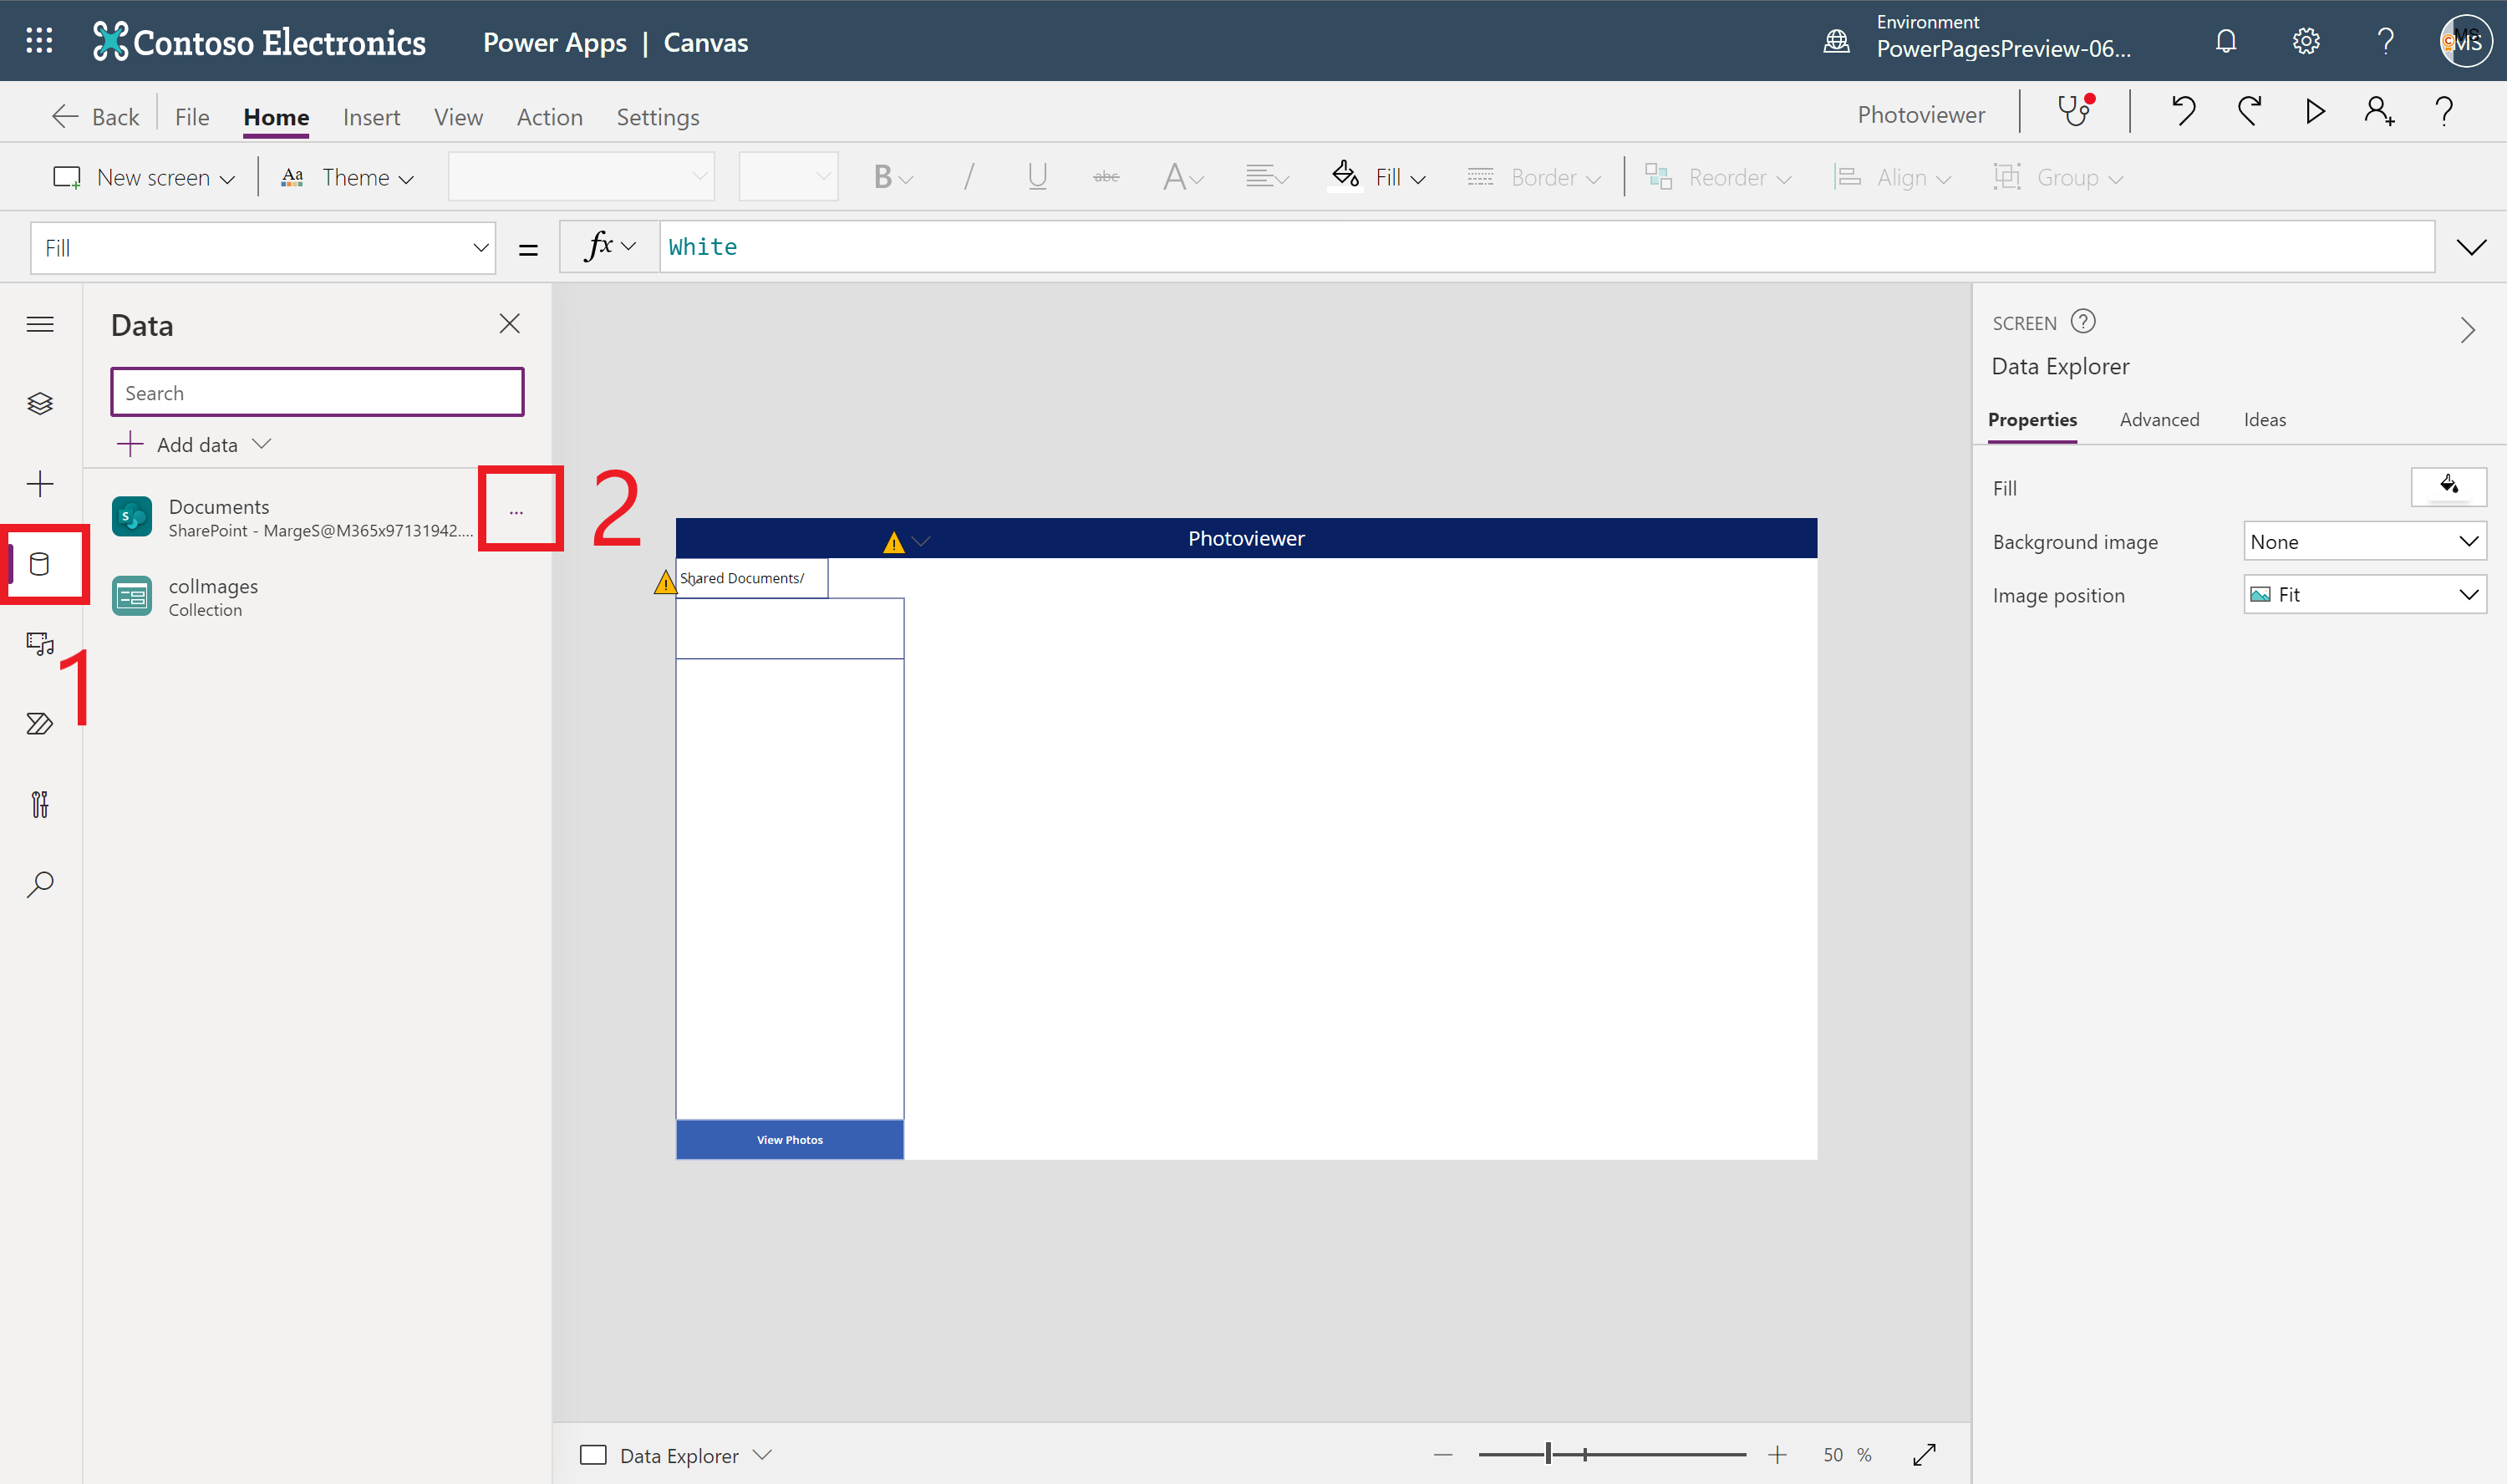 Contoso Electronics
Power Apps | Canvas
Environment
PowerPagesPreview-06...
MS
Back
File
Home
Insert
View
Action
Settings
Photoviewer
New screen
Aa
Theme
B
/
U
abc
A
Fill
Border
Reorder
Align
Group
Fill
=
fx
White
Data
Search
Add data
Documents
SharePoint - MargeS@M365x97131942....
...
2
colImages
Collection
1
Photoviewer
Shared Documents/
View Photos
SCREEN
Data Explorer
Properties
Advanced
Ideas
Fill
Background image
None
Image position
Fit
Data Explorer
50 %